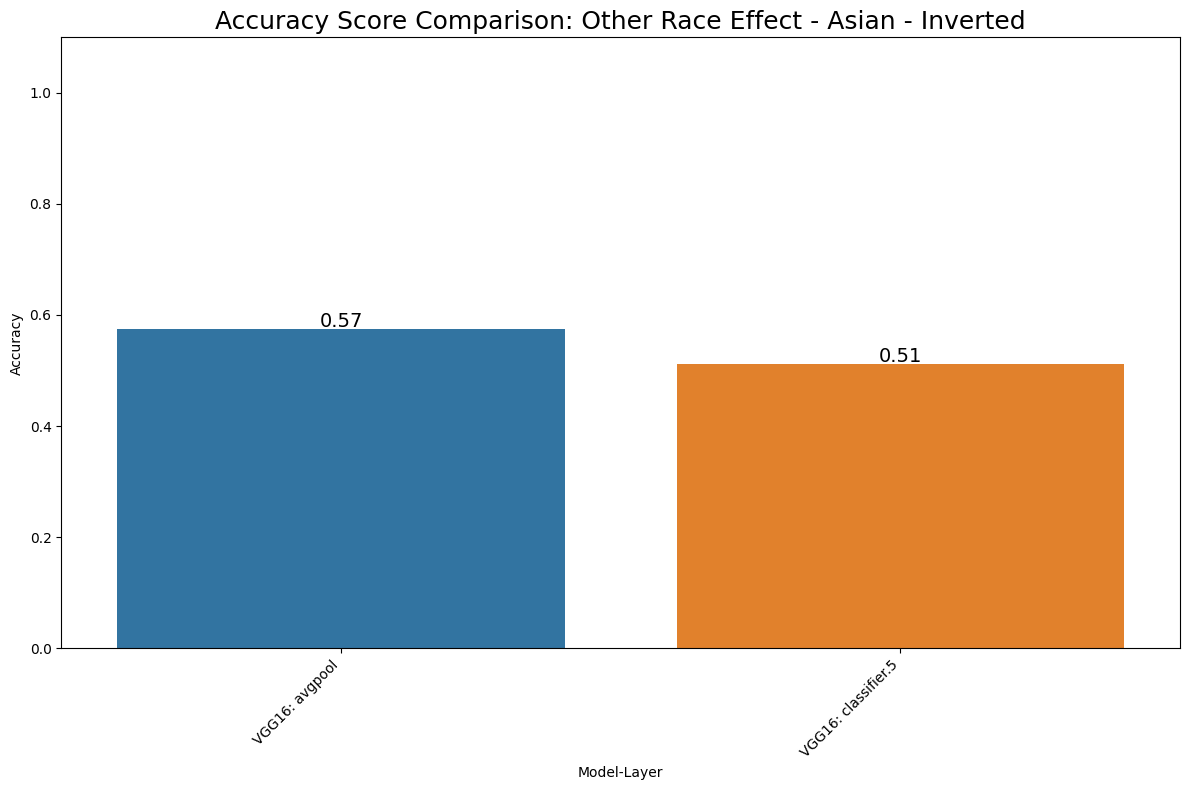 Accuracy Score Comparison: Other Race Effect - Asian - Inverted
Accuracy
1.0
0.8
0.6
0.4
0.2
0.0
0.57
0.51
VGG16: avgpool
VGG16: classifier.5
Model-Layer